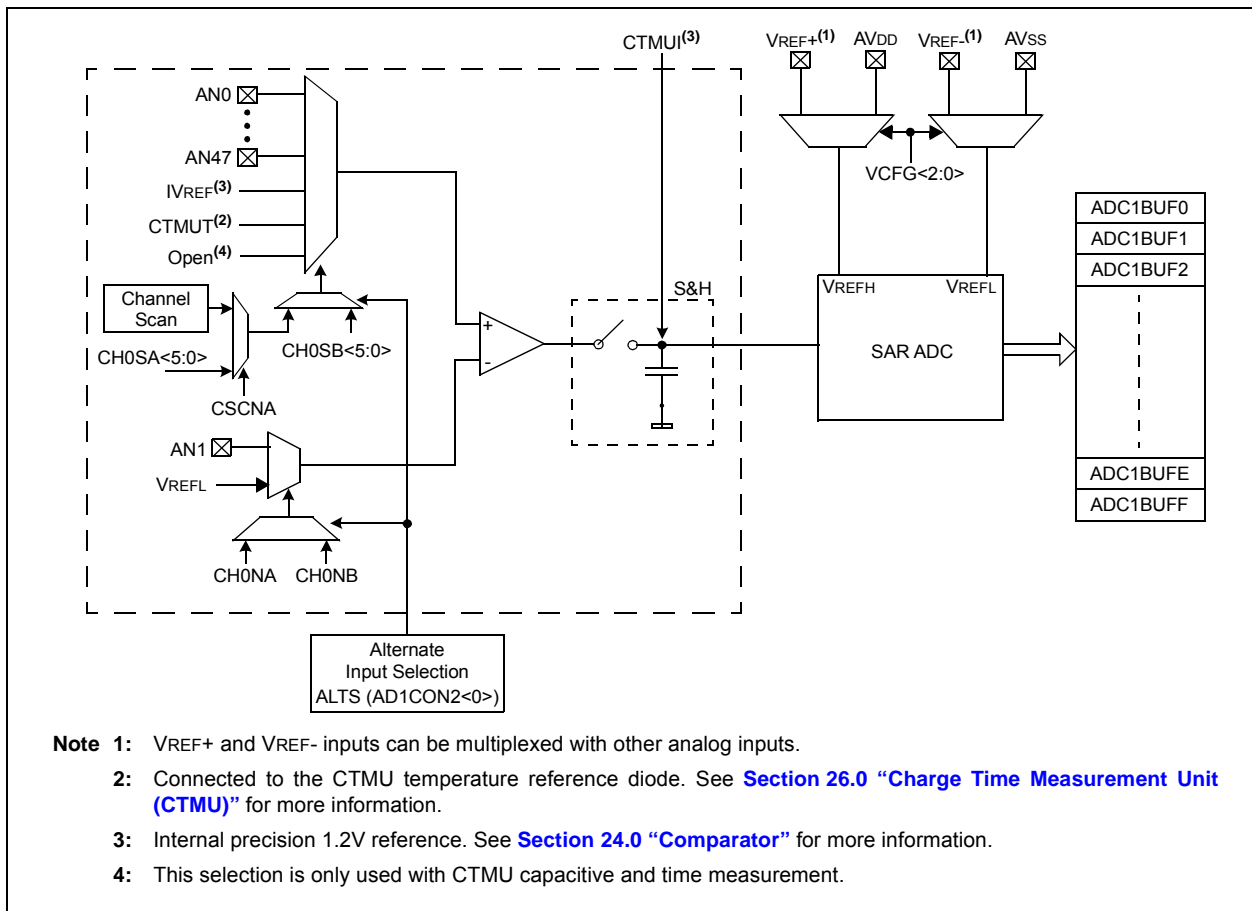 CTMUI(3)
VREF+(1)
AVDD
VREF-(1)
AVSS
AN0
AN47
IVREF(3)
CTMUT(2)
Open(4)
VCFG<2:0>
Channel
Scan
CH0SA<5:0>
CH0SB<5:0>
CSCNA
+
-
S&H
VREFH
VREFL
SAR ADC
ADC1BUF0
ADC1BUF1
ADC1BUF2
ADC1BUFE
ADC1BUFF
AN1
VREFL
CH0NA
CH0NB
Alternate
Input Selection
ALTS (AD1CON2<0>)
Note 1: VREF+ and VREF- inputs can be multiplexed with other analog inputs.
2: Connected to the CTMU temperature reference diode. See Section 26.0 “Charge Time Measurement Unit
(CTMU)” for more information.
3: Internal precision 1.2V reference. See Section 24.0 “Comparator” for more information.
4: This selection is only used with CTMU capacitive and time measurement.